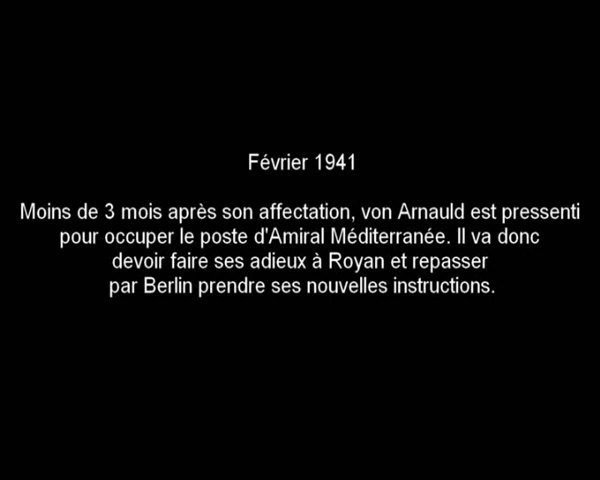 Février 1941
Moins de 3 mois après son affectation, von Arnauld est pressenti
pour occuper le poste d'Amiral Méditerranée. Il va donc
devoir faire ses adieux à Royan et repasser
par Berlin prendre ses nouvelles instructions.